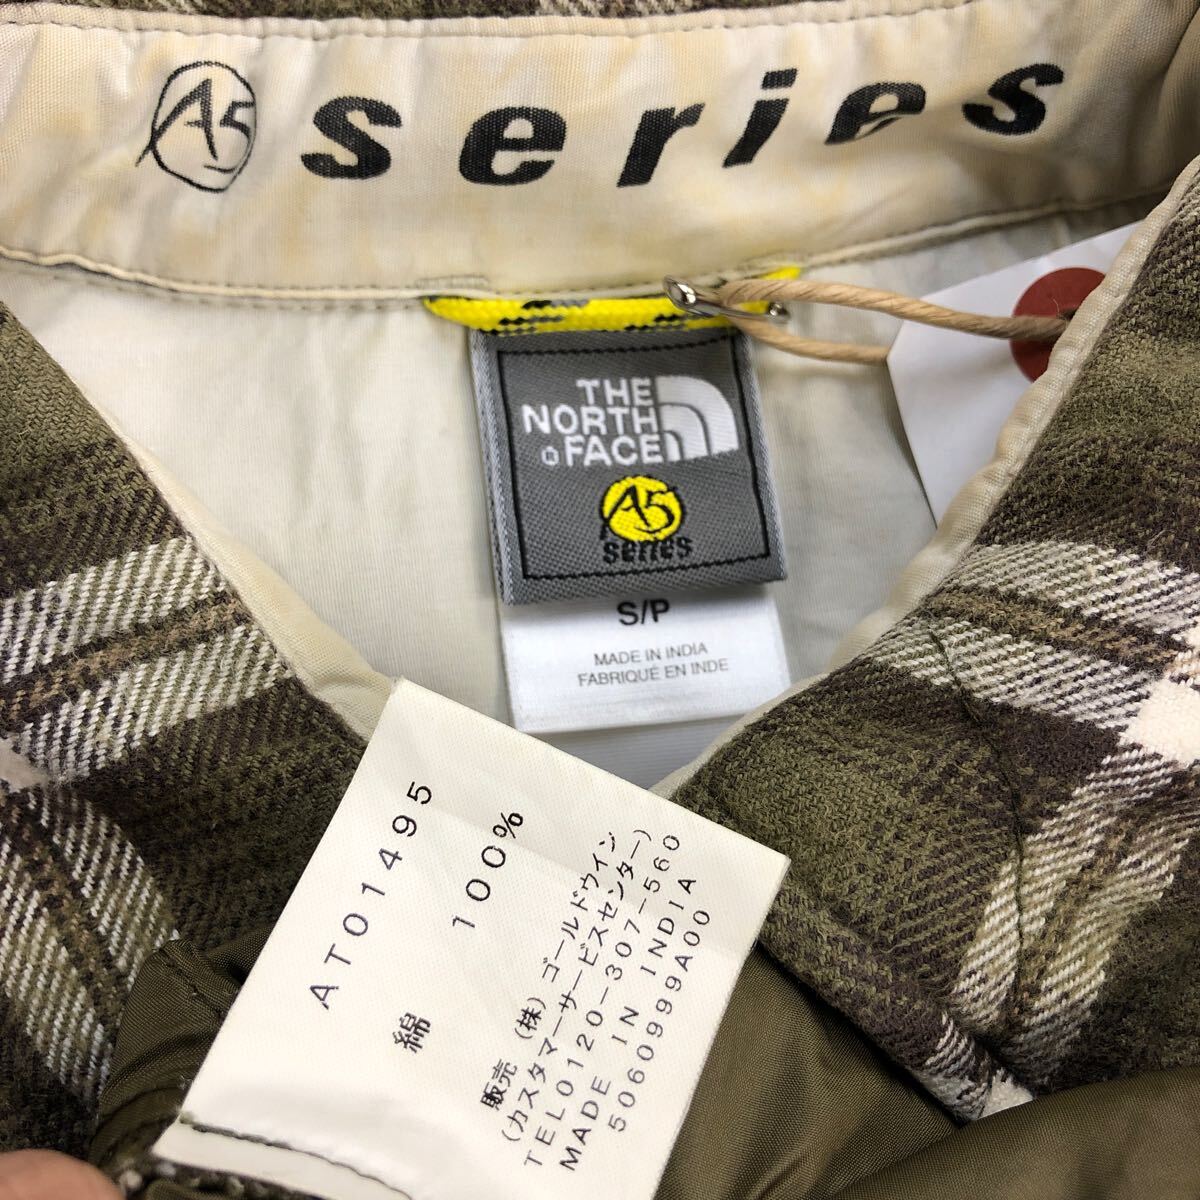 A5 series
THE
NORTH
® FACE
A5
series
S/P
MADE IN INDIA
FABRIQUÉ EN INDE
AT01495
綿 100%
販売 (株) ゴールドウイン
(カスタマーサービスセンター)
TEL0120-307-560
MADE IN INDIA
5060999A00